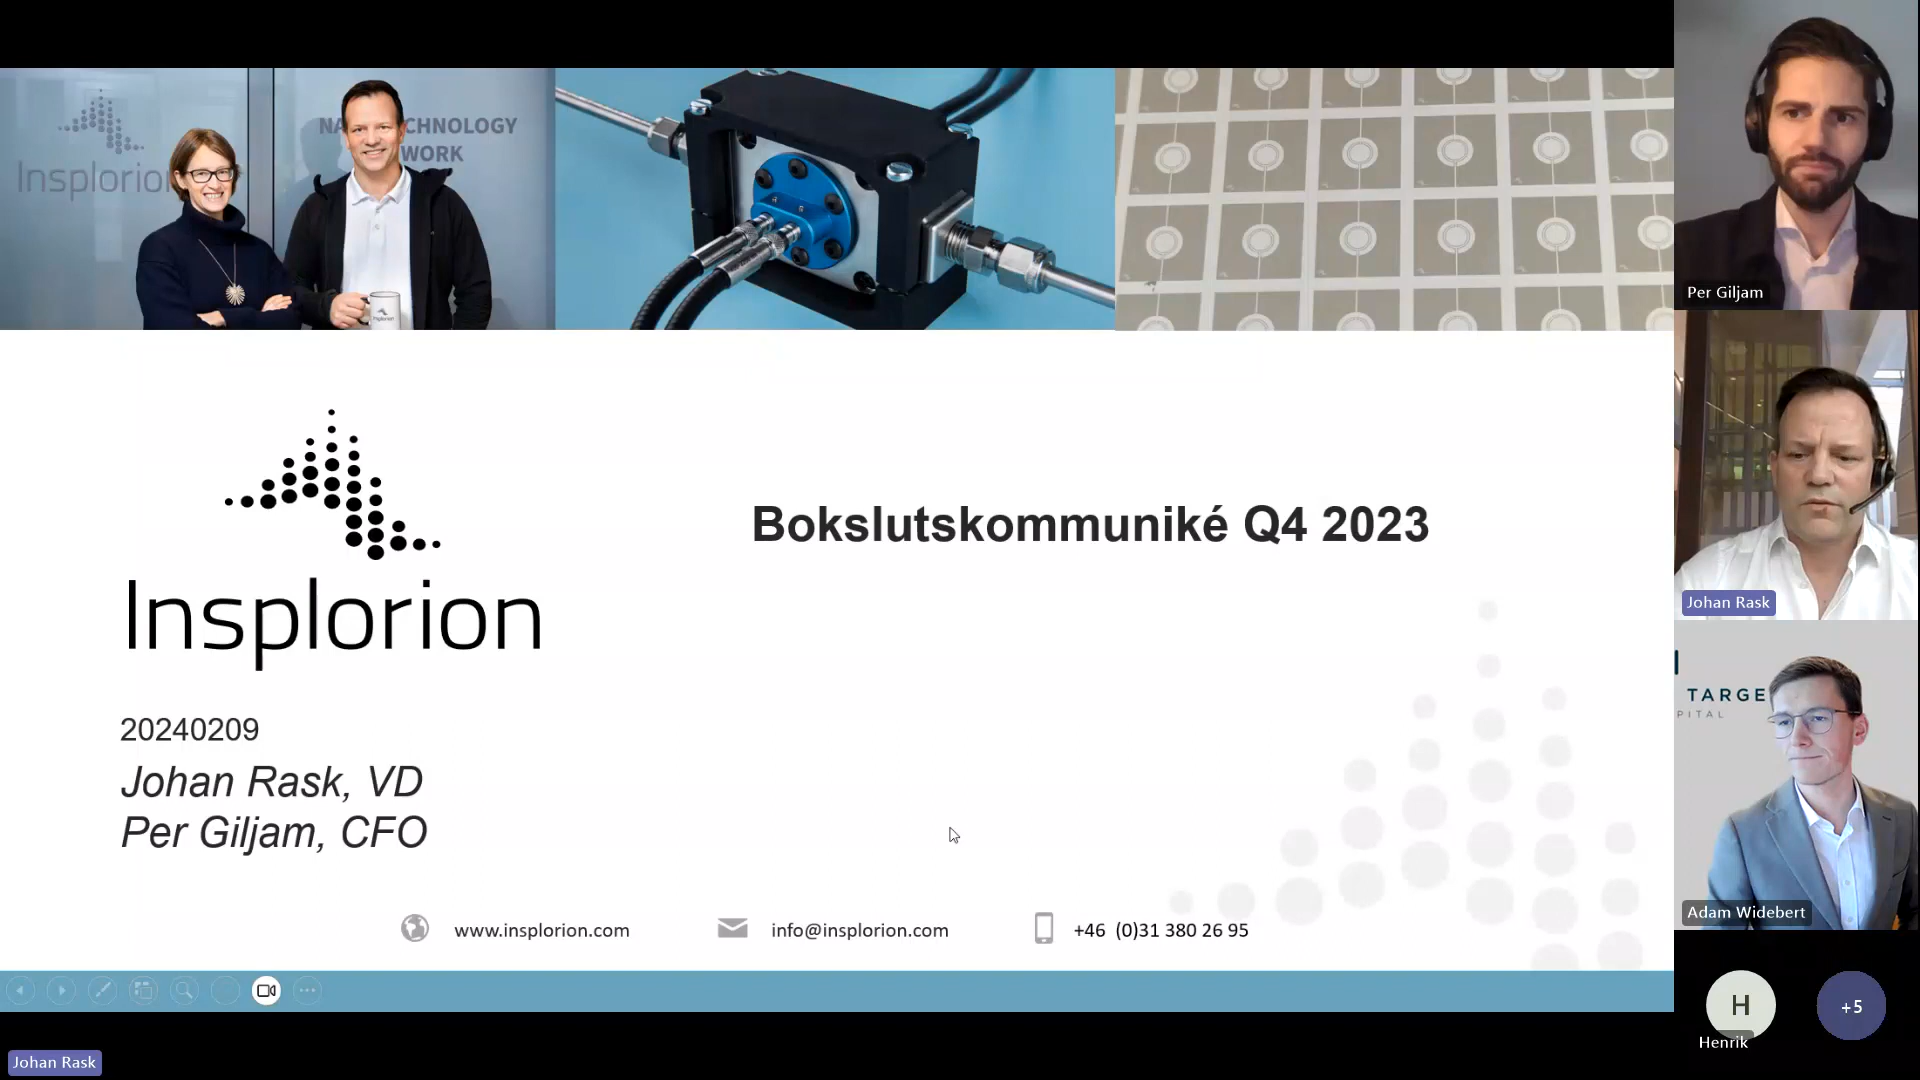 Insplorion
CHNOLOGY
WORK
Insplorion
Bokslutskommuniké Q4 2023
20240209
Johan Rask, VD
Per Giljam, CFO
www.insplorion.com
info@insplorion.com
+46 (0)31 380 26 95
Per Giljam
Johan Rask
TARGE
PITAL
Adam Widebert
H
+5
Henrik
Johan Rask